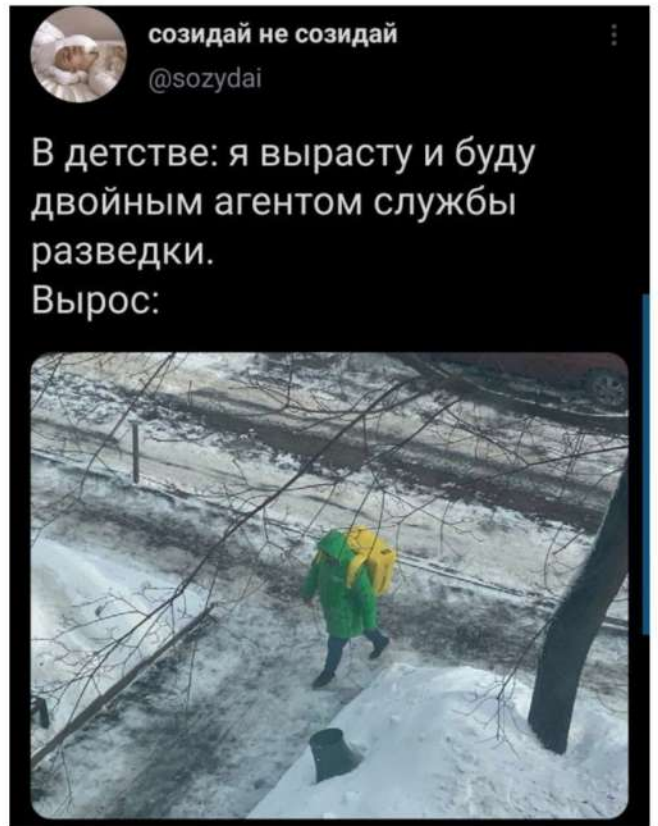 созидай не созидай
@sozydai
В детстве: я вырасту и буду
двойным агентом службы
разведки.
Вырос: